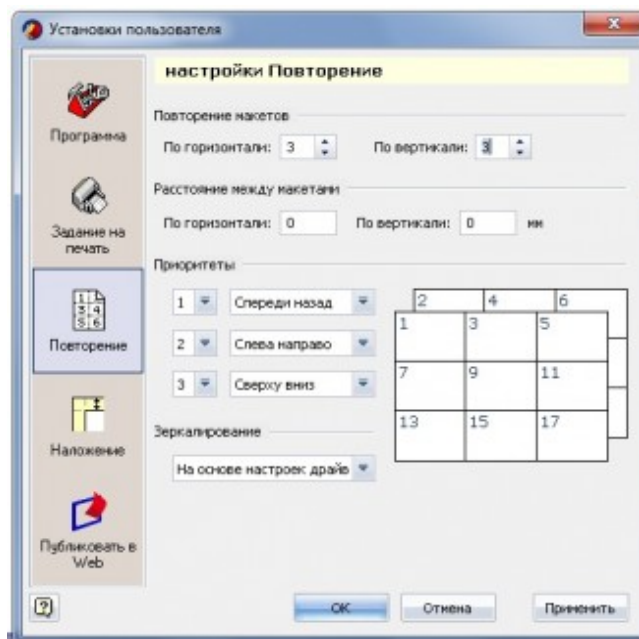 Установки пользователя
Программа
Задание на
печать
Повторение
Наложение
Публиковать в
Web
настройки Повторение
Повторение макетов
По горизонтали: 3 По вертикали: 3
Расстояние между макетами
По горизонтали: 0 По вертикали: 0 мм
Приоритеты
1 Спереди назад
2 Слева направо
3 Сверху вниз
2 4 6
1 3 5
7 9 11
13 15 17
Зеркалирование
На основе настроек драйв
? OK Отмена Применить